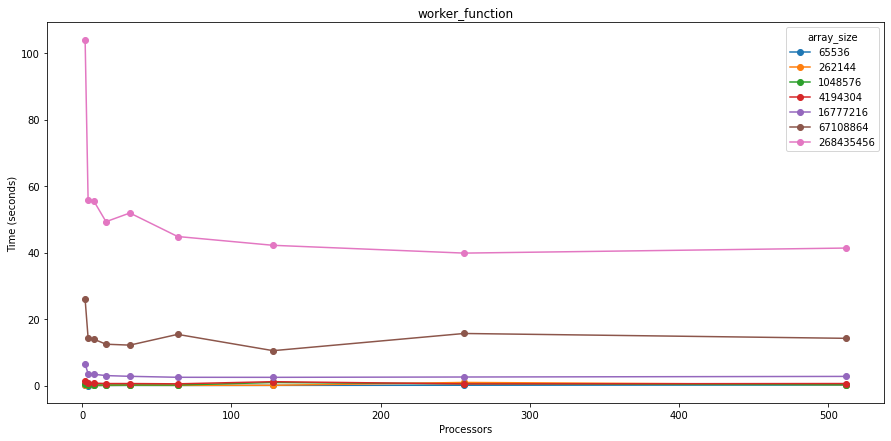 worker_function
array_size
65536
262144
1048576
4194304
16777216
67108864
268435456
Time (seconds)
100
80
60
40
20
0
0 100 200 300 400 500
Processors